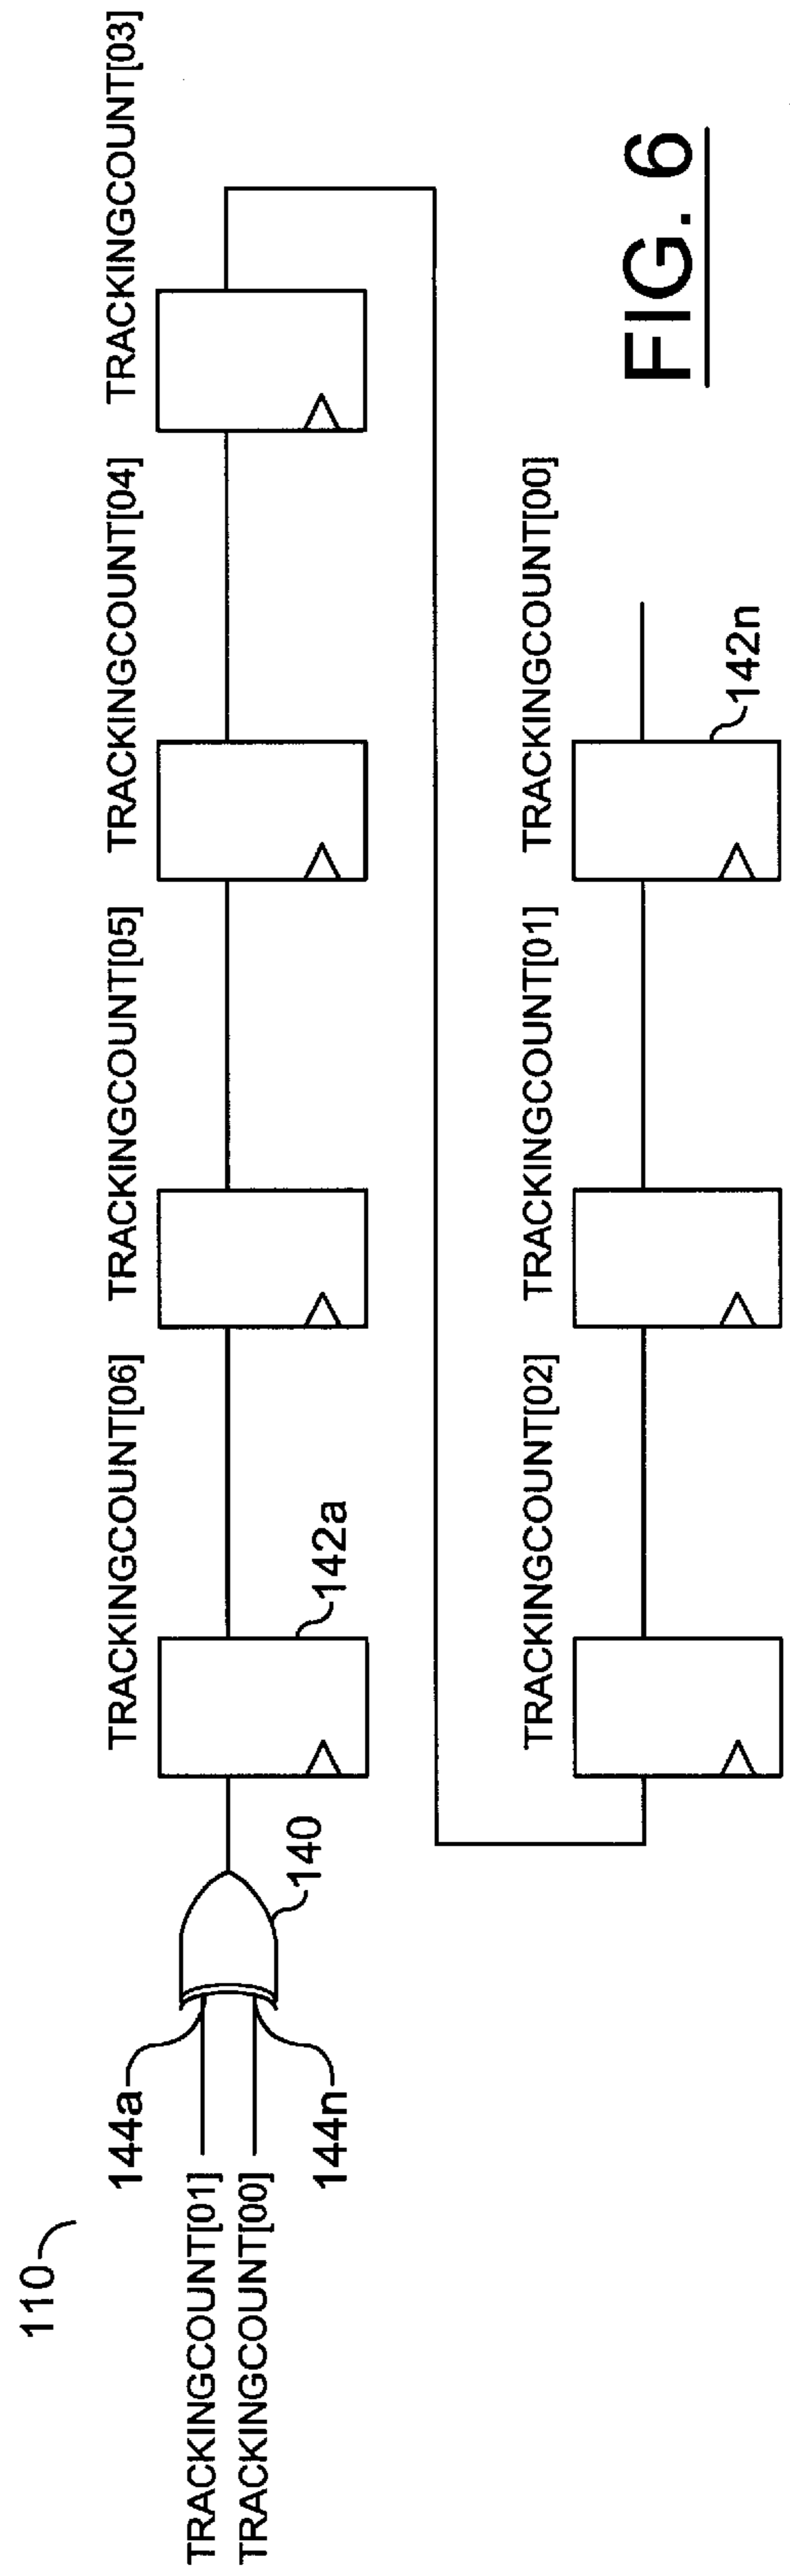 110
144a
TRACKINGCOUNT[01]
TRACKINGCOUNT[00]
144n
140
TRACKINGCOUNT[06]
142a
TRACKINGCOUNT[05]
TRACKINGCOUNT[04]
TRACKINGCOUNT[03]
TRACKINGCOUNT[02]
TRACKINGCOUNT[01]
TRACKINGCOUNT[00]
142n
FIG. 6